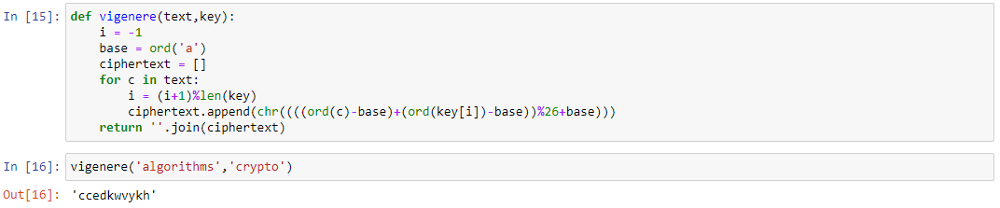 In [15]: def vigenere(text,key):
    i = -1
    base = ord('a')
    ciphertext = []
    for c in text:
        i = (i+1)%len(key)
        ciphertext.append(chr((((ord(c)-base)+(ord(key[i])-base))%26+base)))
    return ''.join(ciphertext)
In [16]: vigenere('algorithms','crypto')
Out[16]: 'ccedkwvykh'